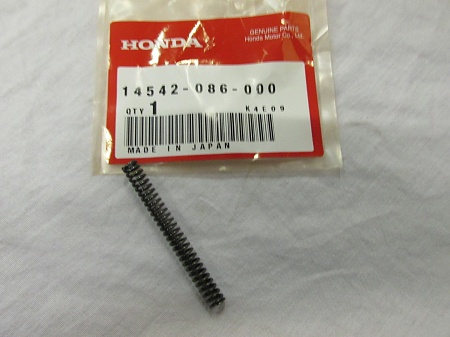 HONDA
GENUINE PARTS
Honda Motor Co., Ltd.
14542-086-000
QTY 1 K4E09
MADE IN JAPAN